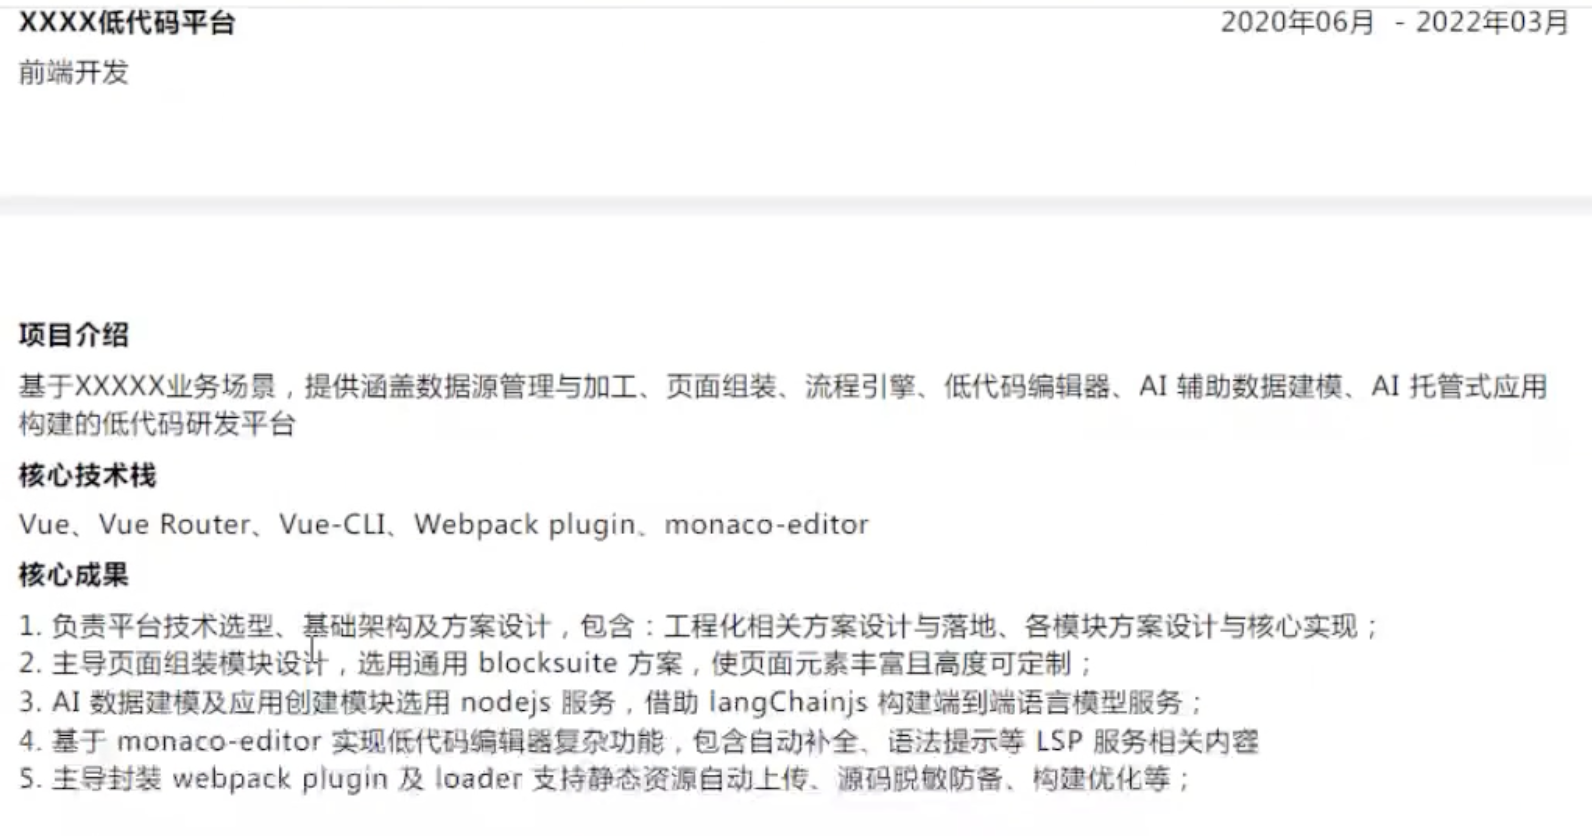 XXXX低代码平台 2020年06月 - 2022年03月
前端开发
项目介绍
基于XXXXX业务场景，提供涵盖数据源管理与加工、页面组装、流程引擎、低代码编辑器、AI 辅助数据建模、AI 托管式应用
构建的低代码研发平台
核心技术栈
Vue、Vue Router、Vue-CLI、Webpack plugin、monaco-editor
核心成果
1. 负责平台技术选型、基础架构及方案设计，包含：工程化相关方案设计与落地、各模块方案设计与核心实现；
2. 主导页面组装模块设计，选用通用 blocksuite 方案，使页面元素丰富且高度可定制；
3. AI 数据建模及应用创建模块选用 nodejs 服务，借助 langChainjs 构建端到端语言模型服务；
4. 基于 monaco-editor 实现低代码编辑器复杂功能，包含自动补全、语法提示等 LSP 服务相关内容
5. 主导封装 webpack plugin 及 loader 支持静态资源自动上传、源码脱敏防备、构建优化等；